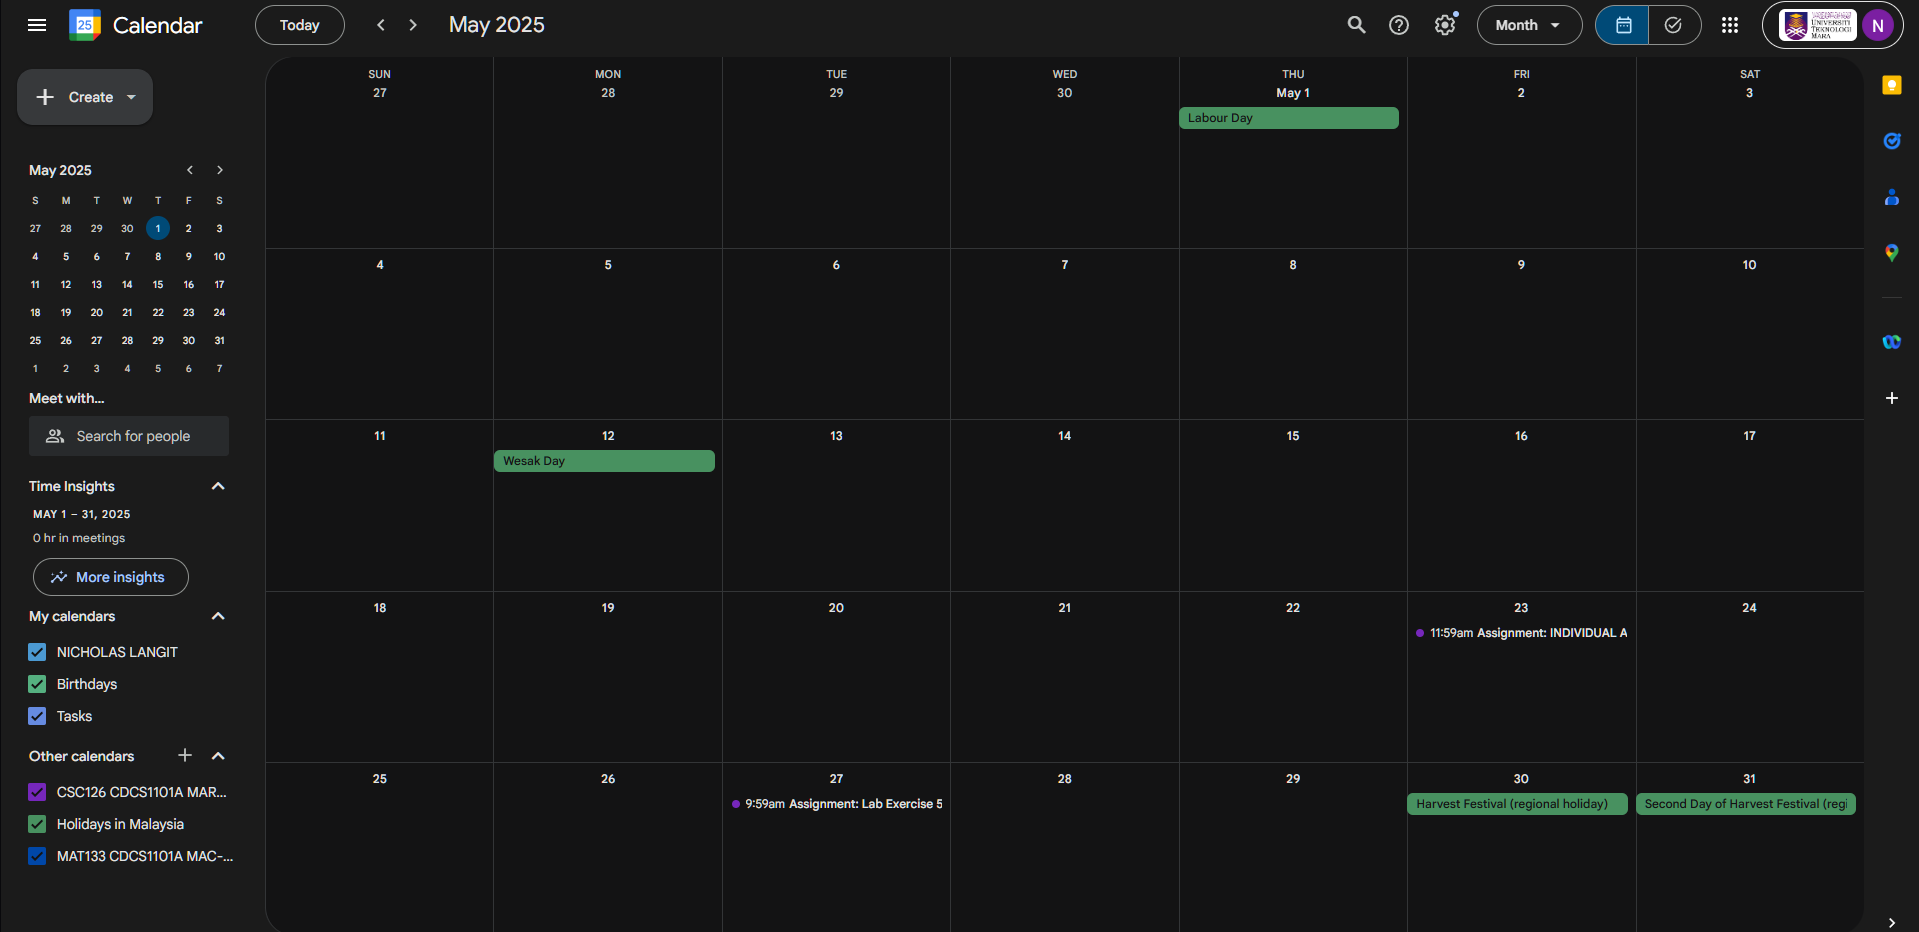 25 Calendar Today May 2025 Month UNIVERSITI TEKNOLOGI MARA N
Create
May 2025
S M T W T F S
27 28 29 30 1 2 3
4 5 6 7 8 9 10
11 12 13 14 15 16 17
18 19 20 21 22 23 24
25 26 27 28 29 30 31
1 2 3 4 5 6 7
Meet with...
Search for people
Time Insights
MAY 1 – 31, 2025
0 hr in meetings
More insights
My calendars
NICHOLAS LANGIT
Birthdays
Tasks
Other calendars
CSC126 CDCS1101A MAR...
Holidays in Malaysia
MAT133 CDCS1101A MAC-...
SUN MON TUE WED THU FRI SAT
27 28 29 30 May 1 2 3
Labour Day
4 5 6 7 8 9 10
11 12 13 14 15 16 17
Wesak Day
18 19 20 21 22 23 24
11:59am Assignment: INDIVIDUAL A
25 26 27 28 29 30 31
9:59am Assignment: Lab Exercise 5 Harvest Festival (regional holiday) Second Day of Harvest Festival (regi